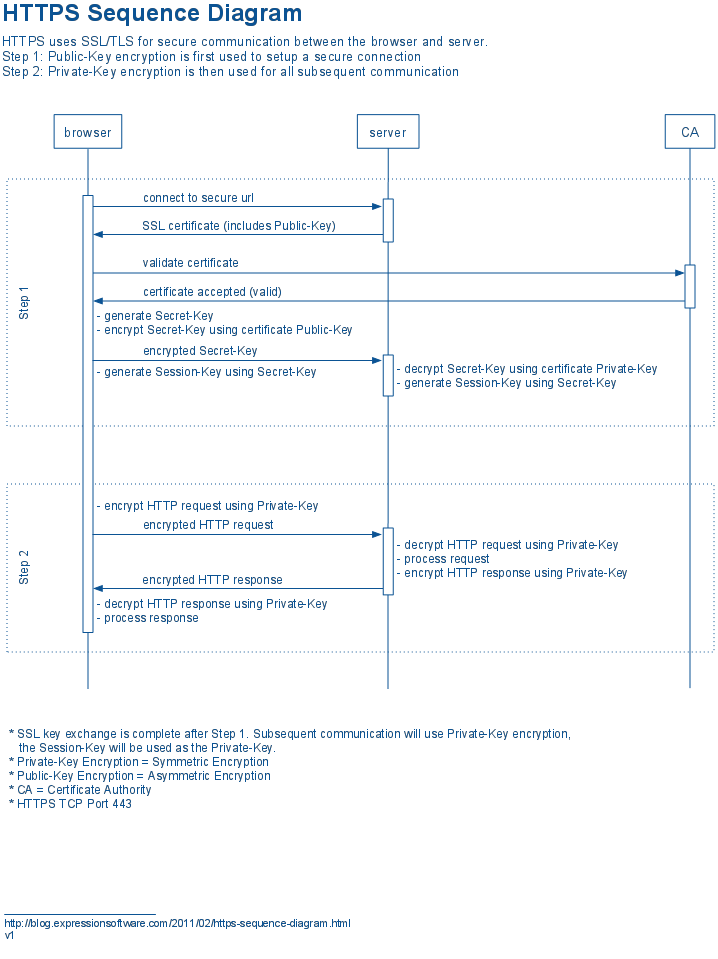 HTTPS Sequence Diagram
HTTPS uses SSL/TLS for secure communication between the browser and server.
Step 1: Public-Key encryption is first used to setup a secure connection
Step 2: Private-Key encryption is then used for all subsequent communication
browser
server
CA
Step 1
connect to secure url
SSL certificate (includes Public-Key)
validate certificate
certificate accepted (valid)
- generate Secret-Key
- encrypt Secret-Key using certificate Public-Key
encrypted Secret-Key
- generate Session-Key using Secret-Key
- decrypt Secret-Key using certificate Private-Key
- generate Session-Key using Secret-Key
Step 2
- encrypt HTTP request using Private-Key
encrypted HTTP request
- decrypt HTTP request using Private-Key
- process request
- encrypt HTTP response using Private-Key
encrypted HTTP response
- decrypt HTTP response using Private-Key
- process response
* SSL key exchange is complete after Step 1. Subsequent communication will use Private-Key encryption,
the Session-Key will be used as the Private-Key.
* Private-Key Encryption = Symmetric Encryption
* Public-Key Encryption = Asymmetric Encryption
* CA = Certificate Authority
* HTTPS TCP Port 443
http://blog.expressionsoftware.com/2011/02/https-sequence-diagram.html
v1